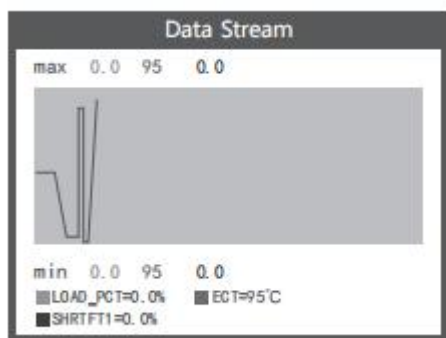 Data Stream
max 0.0 95 0.0
min 0.0 95 0.0
LOAD_PCT=0.0% ECT=95℃
SHRTFT1=0.0%